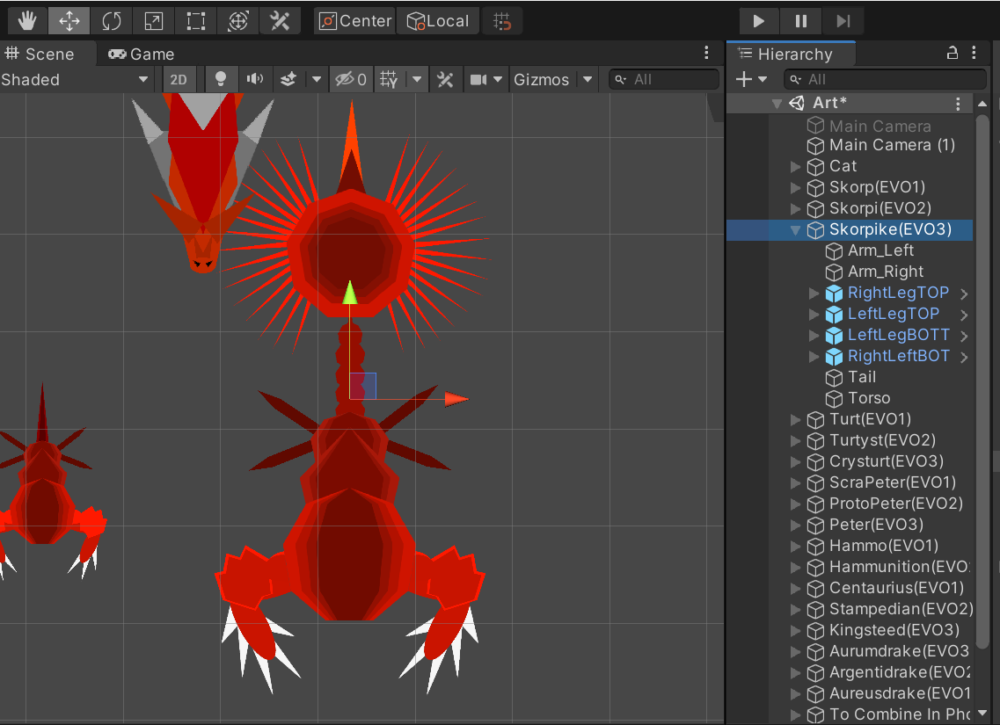 Center Local
Scene Game
Hierarchy
Shaded 2D 0 Gizmos All
All
Art*
Main Camera
Main Camera (1)
Cat
Skorp(EVO1)
Skorpi(EVO2)
Skorpike(EVO3)
Arm_Left
Arm_Right
RightLegTOP
LeftLegTOP
LeftLegBOTT
RightLeftBOT
Tail
Torso
Turt(EVO1)
Turtyst(EVO2)
Crysturt(EVO3)
ScraPeter(EVO1)
ProtoPeter(EVO2)
Peter(EVO3)
Hammo(EVO1)
Hammunition(EVO
Centaurius(EVO1)
Stampedian(EVO2)
Kingsteed(EVO3)
Aurumdrake(EVO3
Argentidrake(EVO2
Aureusdrake(EVO1
To Combine In Pho